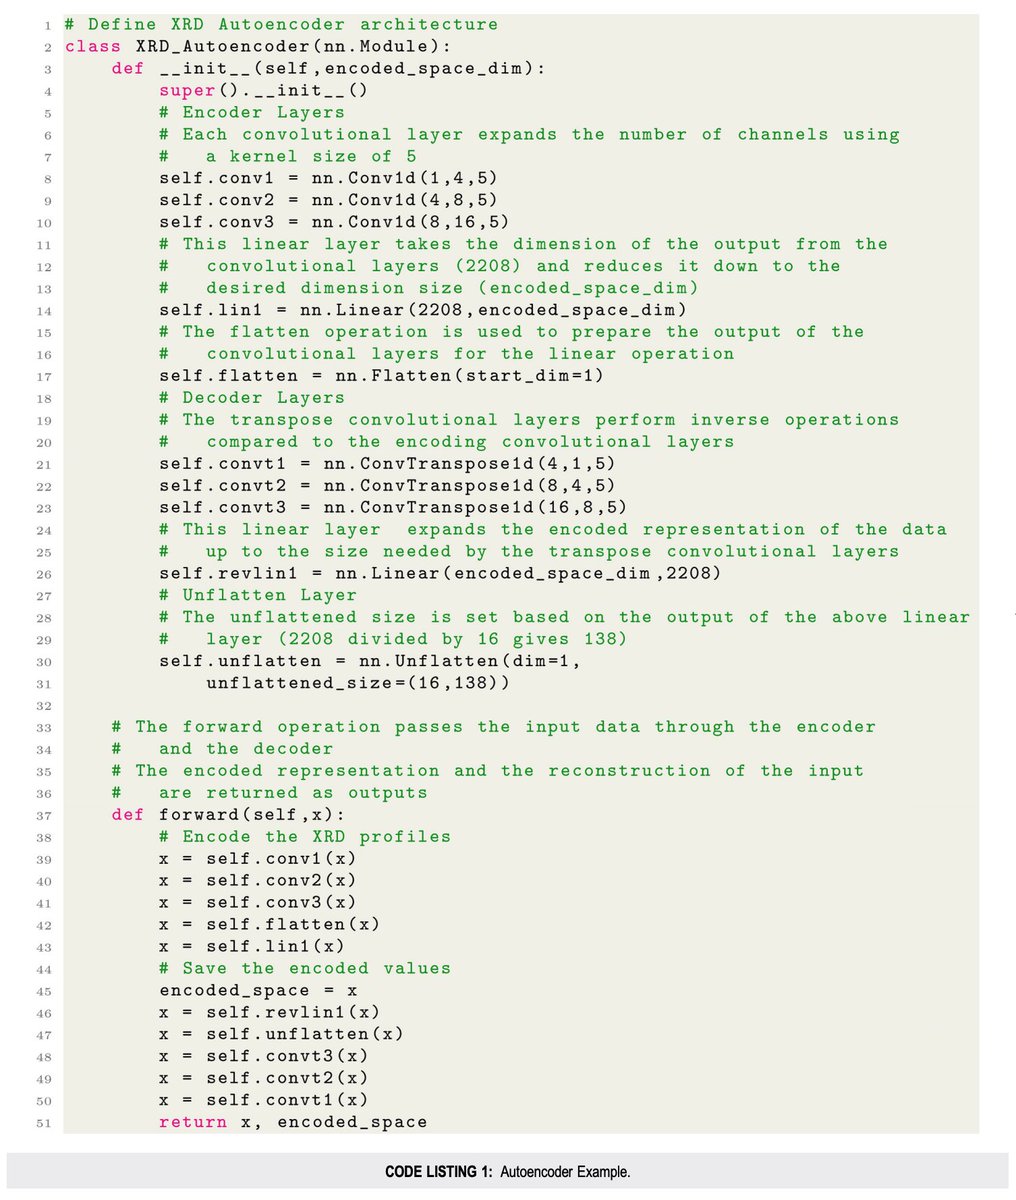 1 # Define XRD Autoencoder architecture
2 class XRD_Autoencoder(nn.Module):
3     def __init__(self,encoded_space_dim):
4         super().__init__()
5         # Encoder Layers
6         # Each convolutional layer expands the number of channels using
7         #   a kernel size of 5
8         self.conv1 = nn.Conv1d(1,4,5)
9         self.conv2 = nn.Conv1d(4,8,5)
10         self.conv3 = nn.Conv1d(8,16,5)
11         # This linear layer takes the dimension of the output from the
12         #   convolutional layers (2208) and reduces it down to the
13         #   desired dimension size (encoded_space_dim)
14         self.lin1 = nn.Linear(2208,encoded_space_dim)
15         # The flatten operation is used to prepare the output of the
16         #   convolutional layers for the linear operation
17         self.flatten = nn.Flatten(start_dim=1)
18         # Decoder Layers
19         # The transpose convolutional layers perform inverse operations
20         #   compared to the encoding convolutional layers
21         self.convt1 = nn.ConvTranspose1d(4,1,5)
22         self.convt2 = nn.ConvTranspose1d(8,4,5)
23         self.convt3 = nn.ConvTranspose1d(16,8,5)
24         # This linear layer  expands the encoded representation of the data
25         #   up to the size needed by the transpose convolutional layers
26         self.revlin1 = nn.Linear(encoded_space_dim,2208)
27         # Unflatten Layer
28         # The unflattened size is set based on the output of the above linear
29         #   layer (2208 divided by 16 gives 138)
30         self.unflatten = nn.Unflatten(dim=1,
31             unflattened_size=(16,138))
32
33     # The forward operation passes the input data through the encoder
34     #   and the decoder
35     # The encoded representation and the reconstruction of the input
36     #   are returned as outputs
37     def forward(self,x):
38         # Encode the XRD profiles
39         x = self.conv1(x)
40         x = self.conv2(x)
41         x = self.conv3(x)
42         x = self.flatten(x)
43         x = self.lin1(x)
44         # Save the encoded values
45         encoded_space = x
46         x = self.revlin1(x)
47         x = self.unflatten(x)
48         x = self.convt3(x)
49         x = self.convt2(x)
50         x = self.convt1(x)
51         return x, encoded_space
CODE LISTING 1: Autoencoder Example.